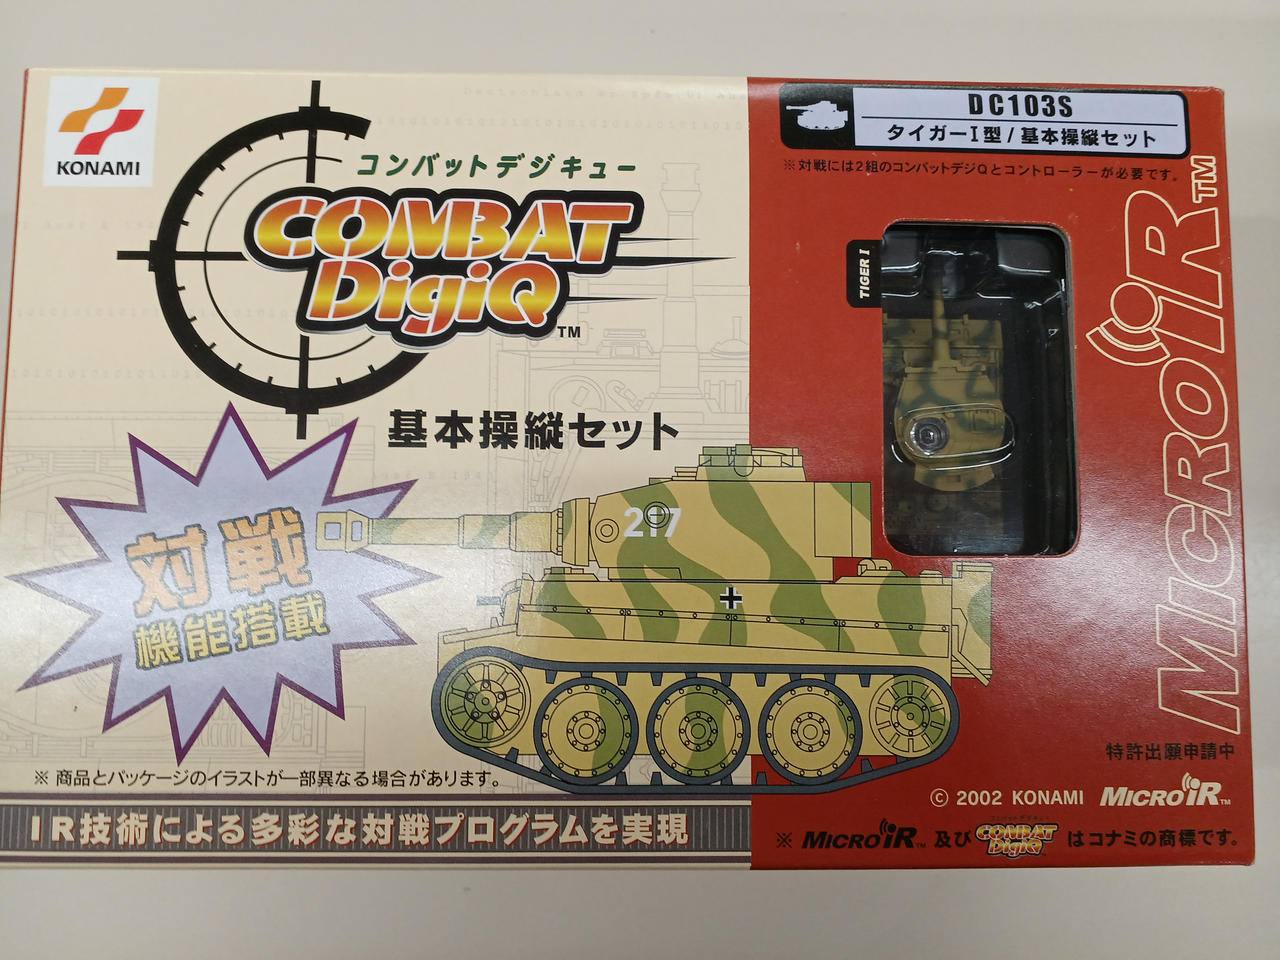 KONAMI
コンバットデジキュー
COMBAT
DigiQ™
基本操縦セット
対戦
機能搭載
217
※ 商品とパッケージのイラストが一部異なる場合があります。
IR技術による多彩な対戦プログラムを実現
DC103S
タイガーI型/基本操縦セット
※対戦には2組のコンバットデジQとコントローラーが必要です。
TIGER I
MICRO iR™
特許出願申請中
© 2002 KONAMI MICRO iR™
※ MICRO iR™ 及び COMBAT DigiQ はコナミの商標です。